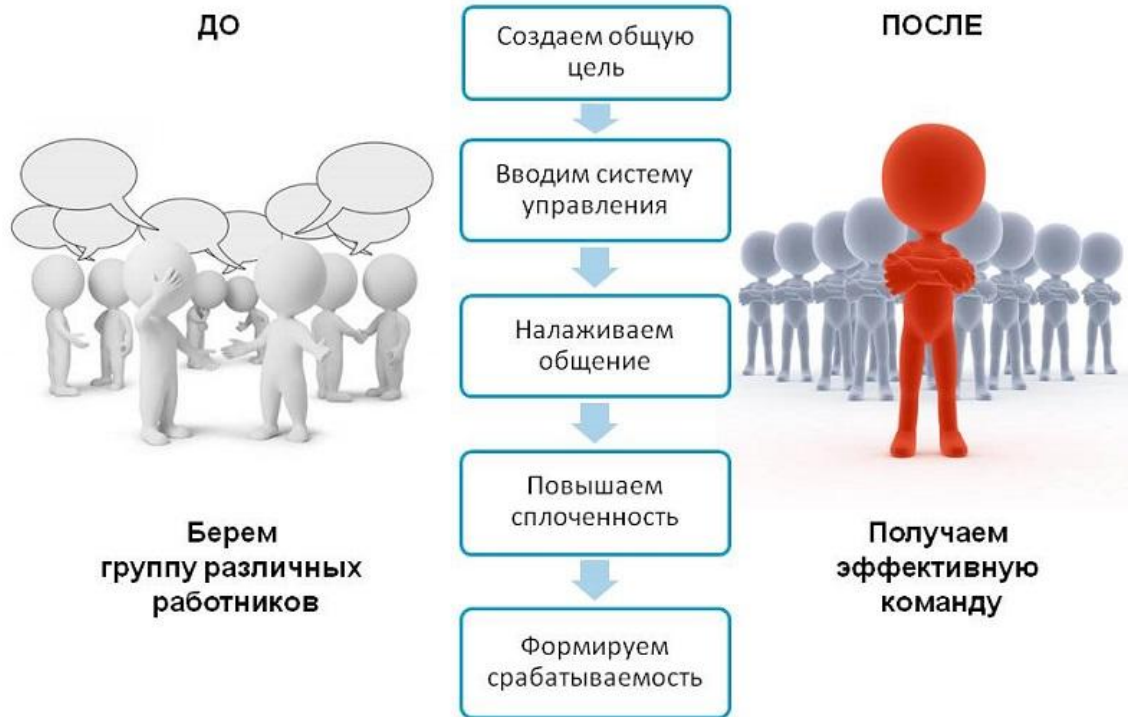 ДО
Берем
группу различных
работников
Создаем общую
цель
Вводим систему
управления
Налаживаем
общение
Повышаем
сплоченность
Формируем
срабатываемость
ПОСЛЕ
Получаем
эффективную
команду